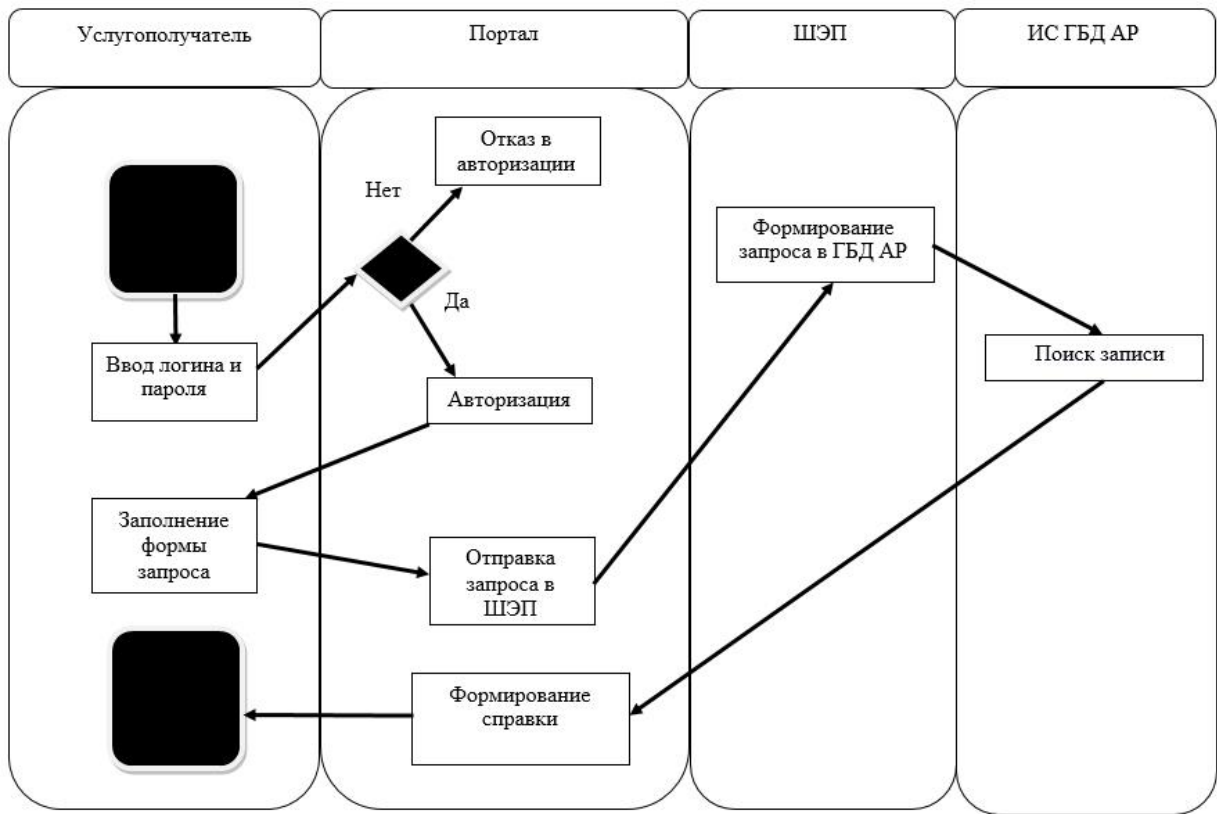 Услугополучатель
Портал
ШЭП
ИС ГБД АР
Отказ в
авторизации
Нет
Да
Формирование
запроса в ГБД АР
Поиск записи
Ввод логина и
пароля
Авторизация
Заполнение
формы
запроса
Отправка
запроса в
ШЭП
Формирование
справки